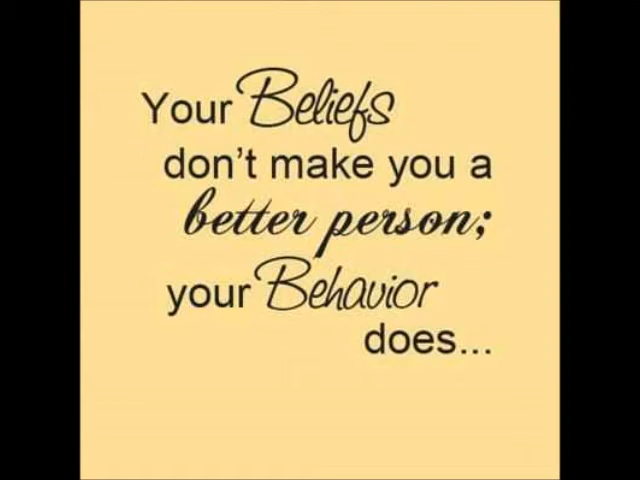 Your Beliefs
don't make you a
better person;
your Behavior
does...